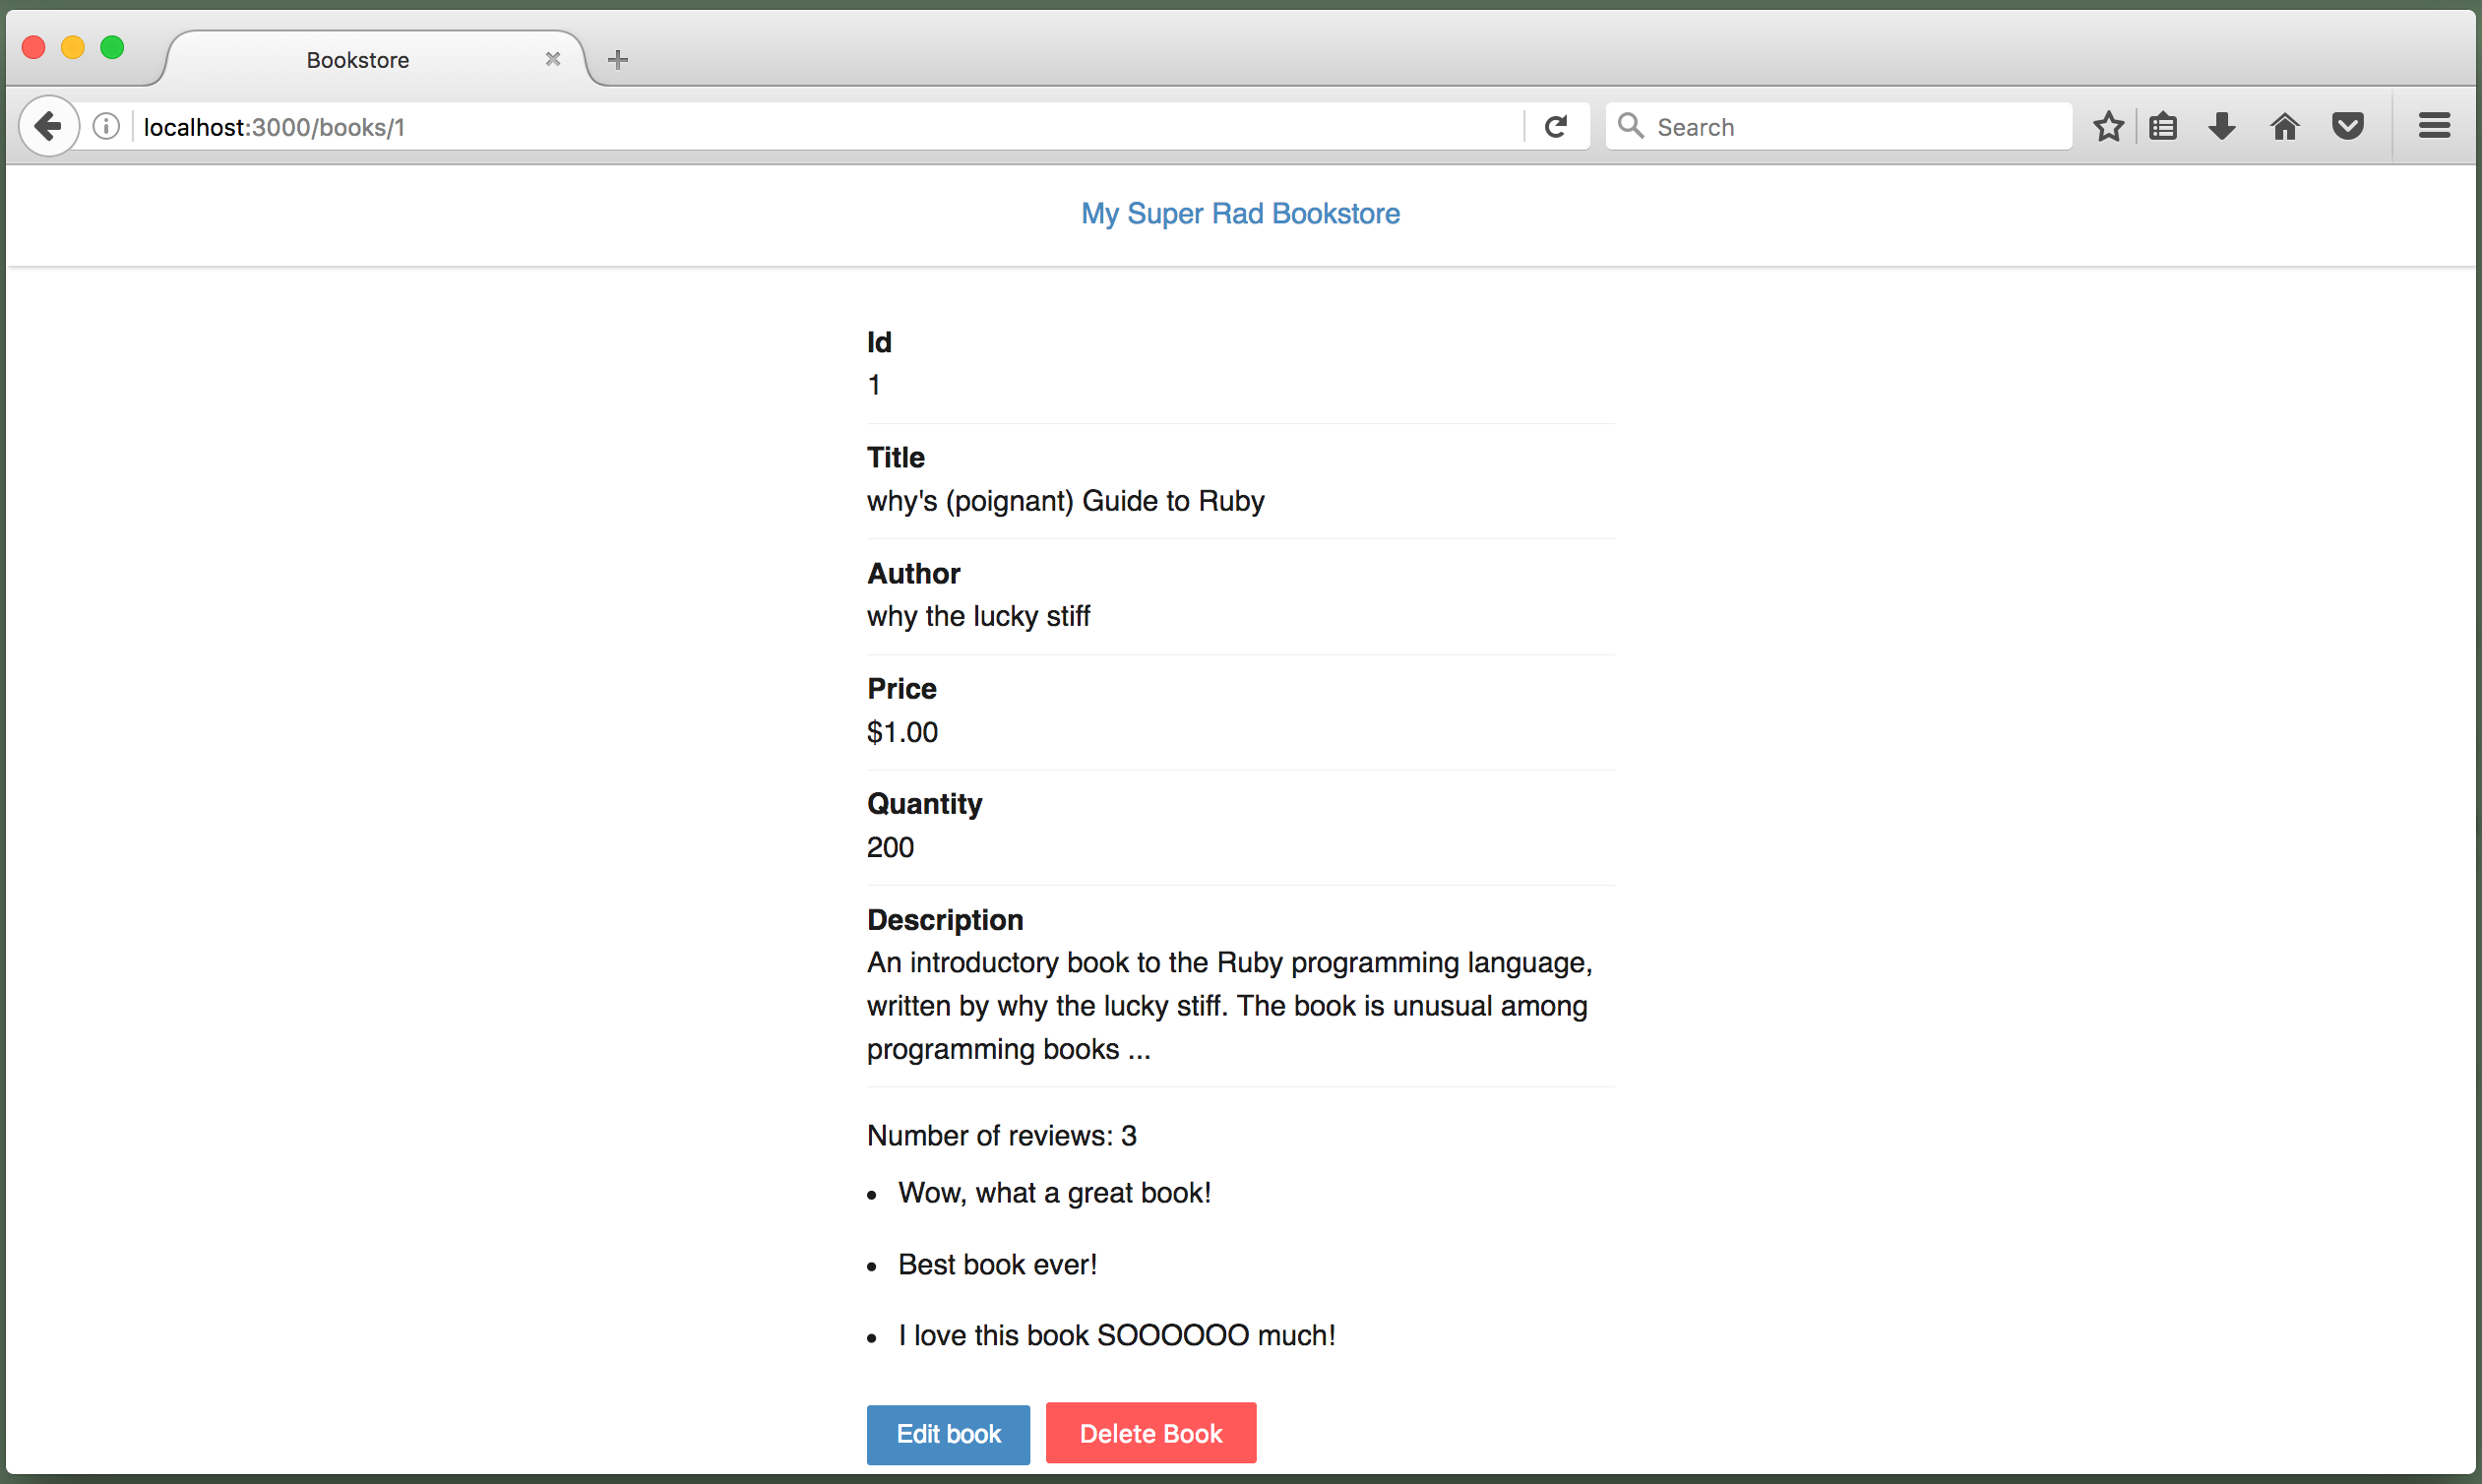 Bookstore
localhost:3000/books/1
Search
My Super Rad Bookstore
Id
1
Title
why's (poignant) Guide to Ruby
Author
why the lucky stiff
Price
$1.00
Quantity
200
Description
An introductory book to the Ruby programming language,
written by why the lucky stiff. The book is unusual among
programming books ...
Number of reviews: 3
• Wow, what a great book!
• Best book ever!
• I love this book SOOOOOO much!
Edit book Delete Book